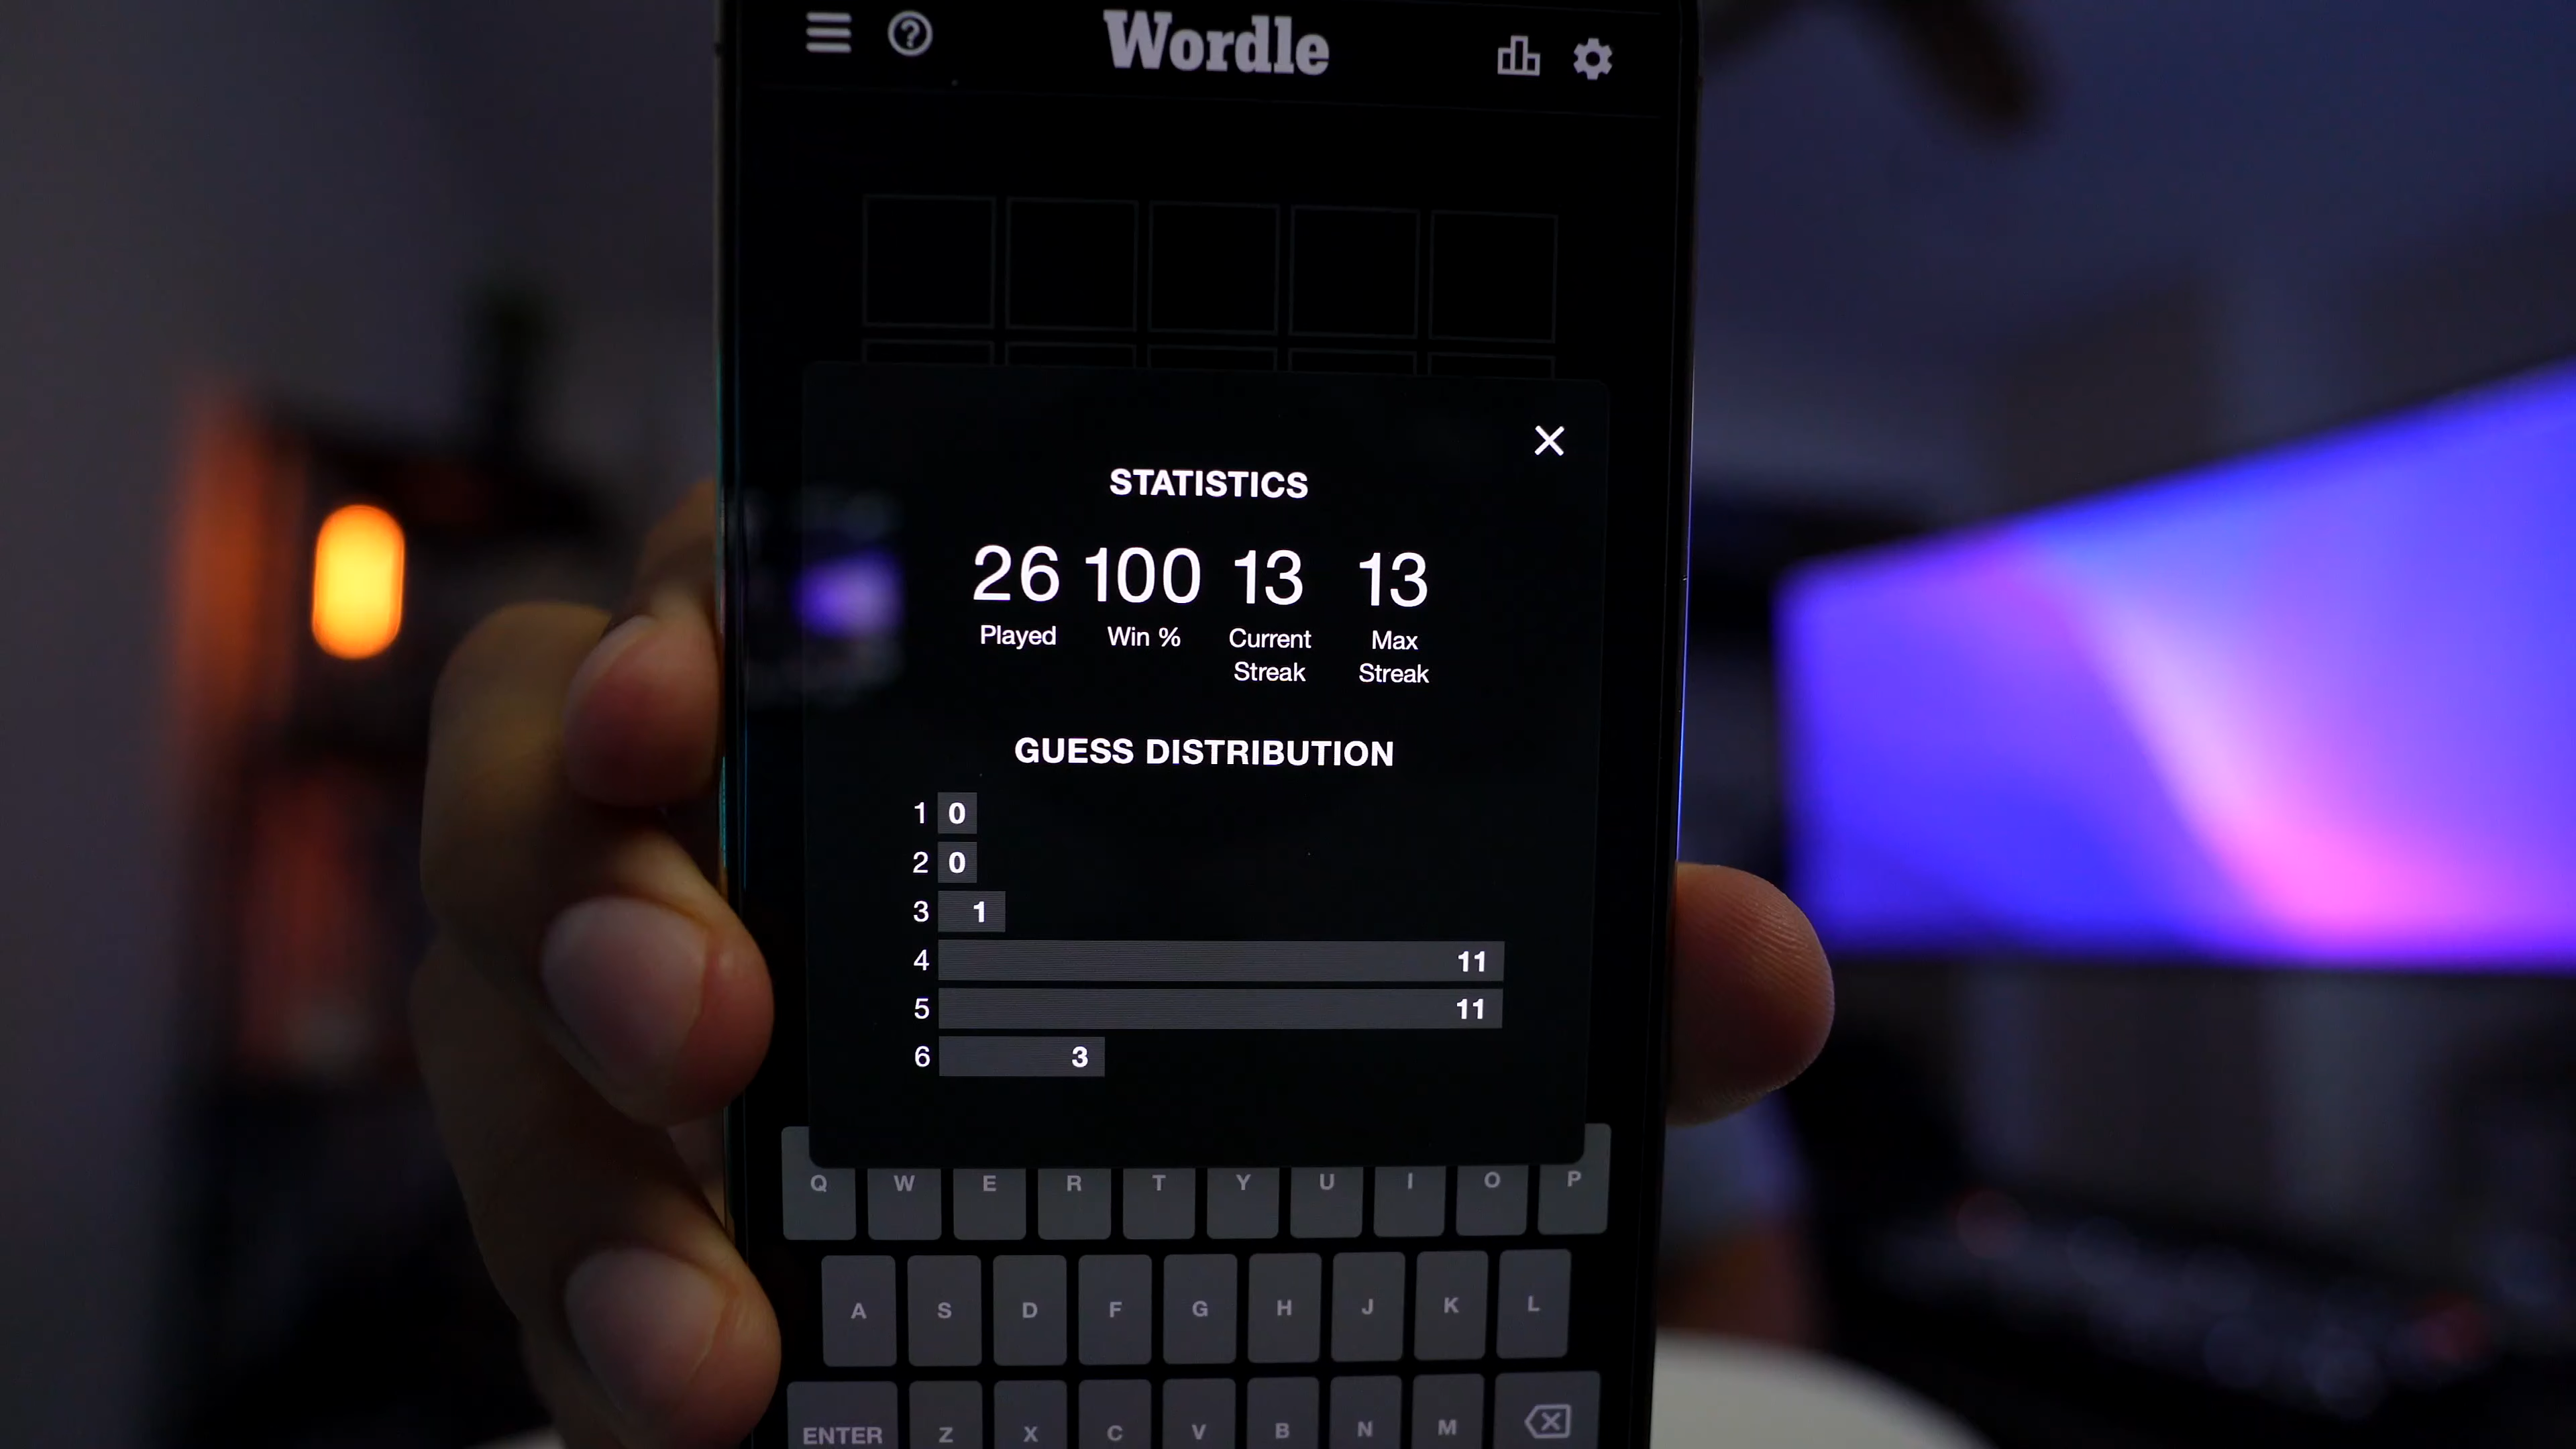 Wordle
STATISTICS
26 100 13 13
Played Win % Current Streak Max Streak
GUESS DISTRIBUTION
1 0
2 0
3 1
4 11
5 11
6 3
Q W E R T Y U I O P
A S D F G H J K L
ENTER Z X C V B N M